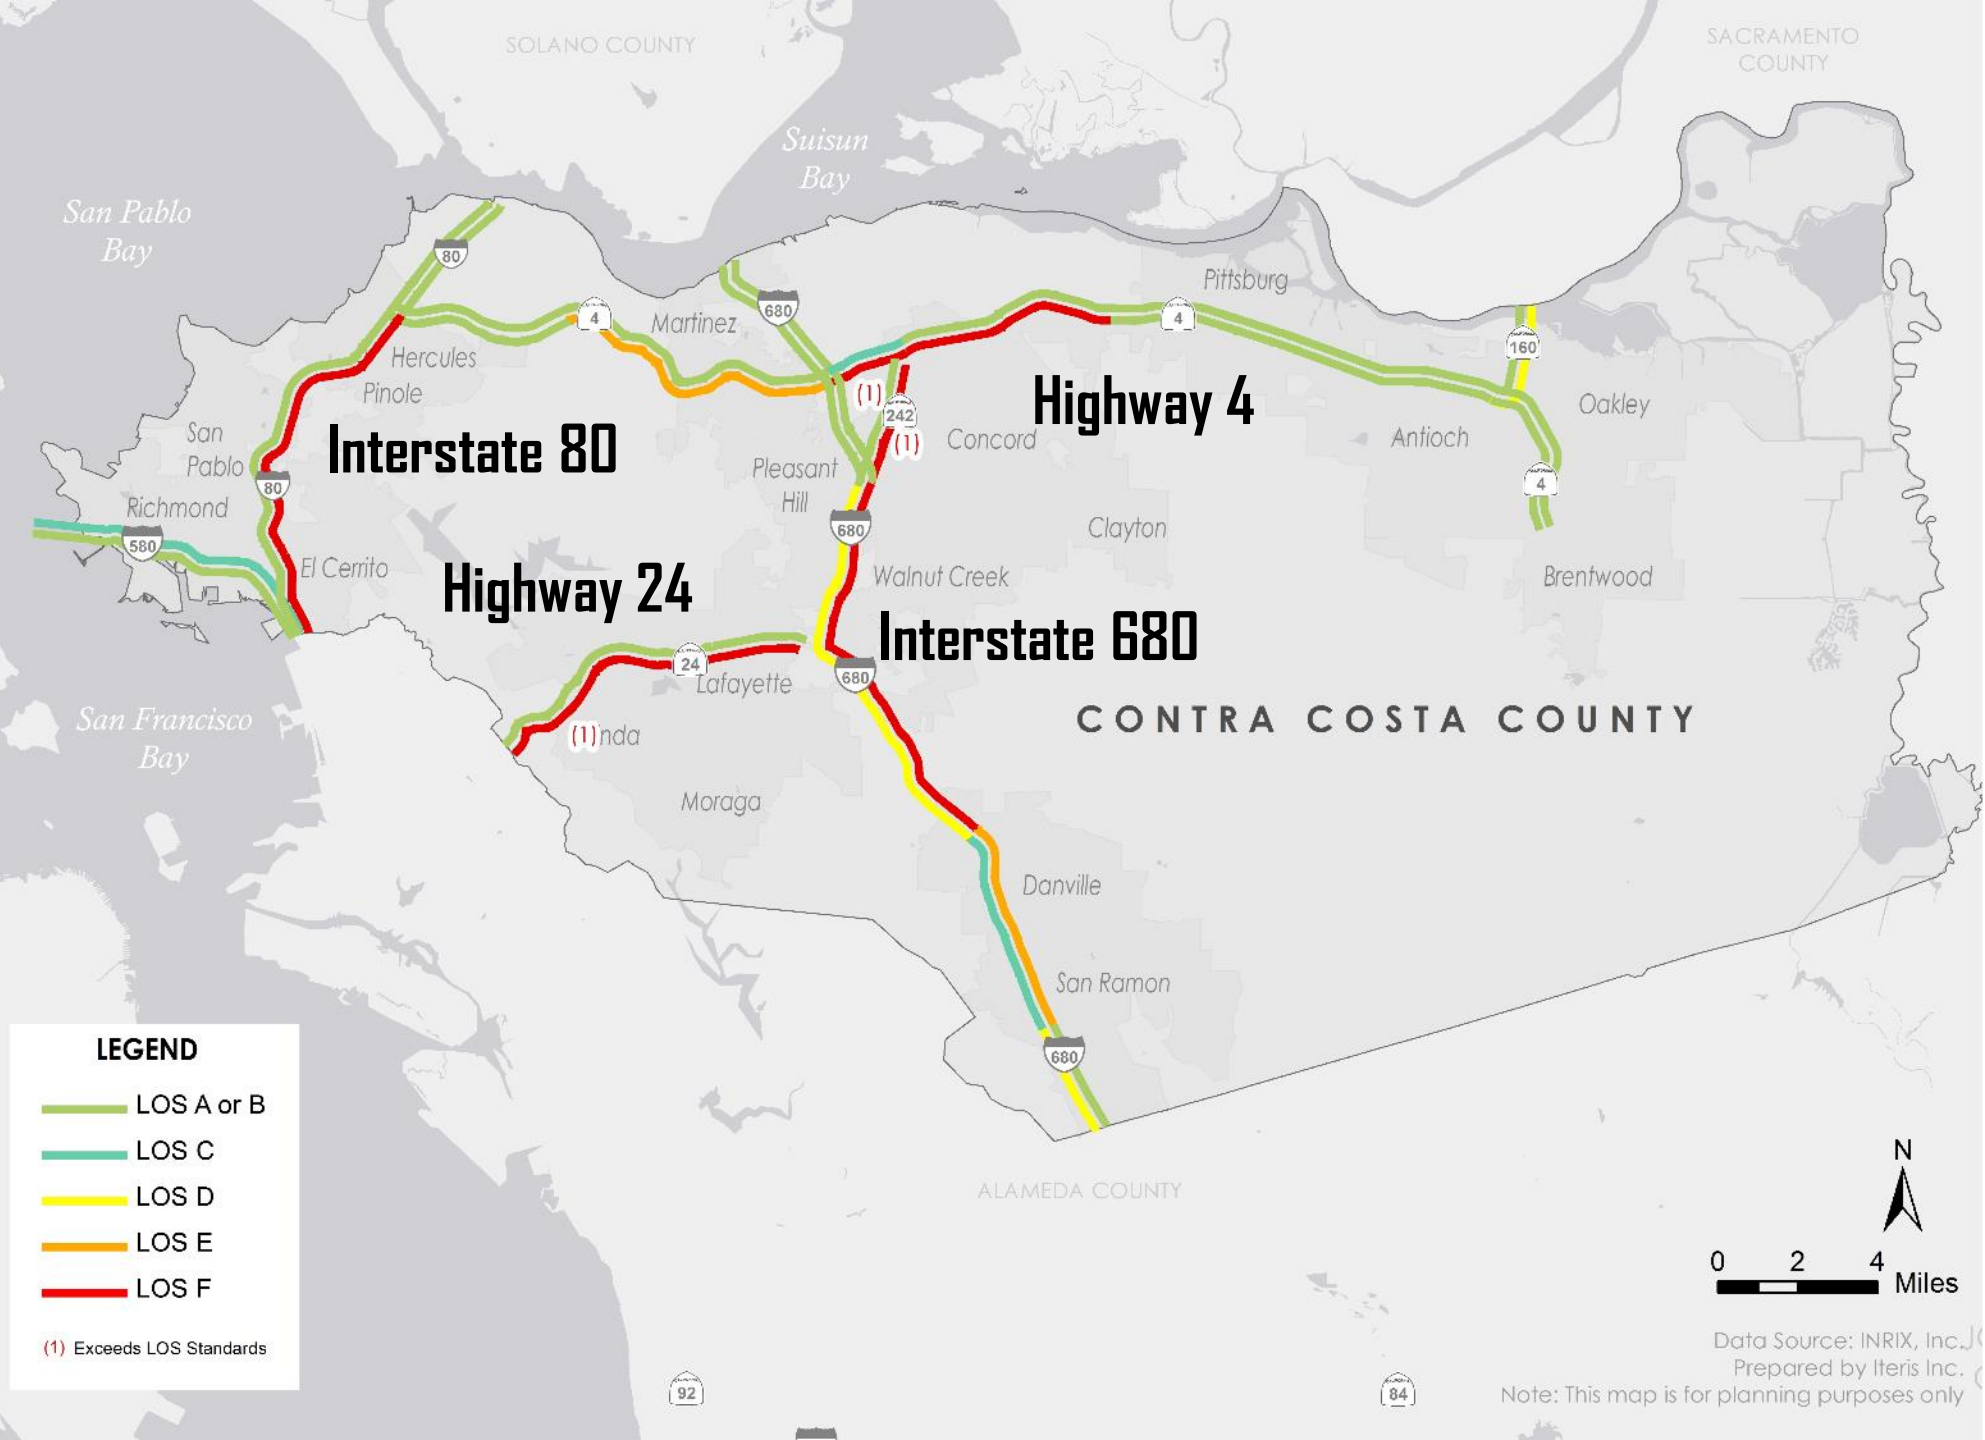 SOLANO COUNTY
SACRAMENTO
COUNTY
Suisun
Bay
San Pablo
Bay
80
680
4
Martinez
Pittsburg
4
160
Hercules
Pinole
(1)
242
(1)
Highway 4
Oakley
Antioch
San
Pablo
Interstate 80
Concord
Pleasant
Hill
80
4
Richmond
580
680
Clayton
El Cerrito
Highway 24
Walnut Creek
Brentwood
Interstate 680
24
680
Lafayette
San Francisco
Bay
(1)nda
CONTRA COSTA COUNTY
Moraga
Danville
San Ramon
680
ALAMEDA COUNTY
LEGEND
LOS A or B
LOS C
LOS D
LOS E
LOS F
(1) Exceeds LOS Standards
N
0 2 4
Miles
92
84
Data Source: INRIX, Inc.
Prepared by Iteris Inc.
Note: This map is for planning purposes only